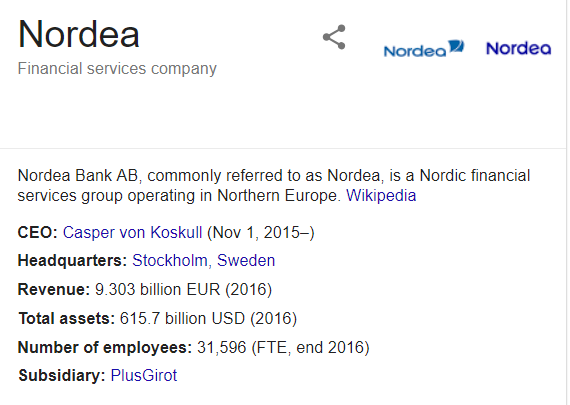 Nordea
Financial services company
Nordea Nordea
Nordea Bank AB, commonly referred to as Nordea, is a Nordic financial
services group operating in Northern Europe. Wikipedia
CEO: Casper von Koskull (Nov 1, 2015–)
Headquarters: Stockholm, Sweden
Revenue: 9.303 billion EUR (2016)
Total assets: 615.7 billion USD (2016)
Number of employees: 31,596 (FTE, end 2016)
Subsidiary: PlusGirot